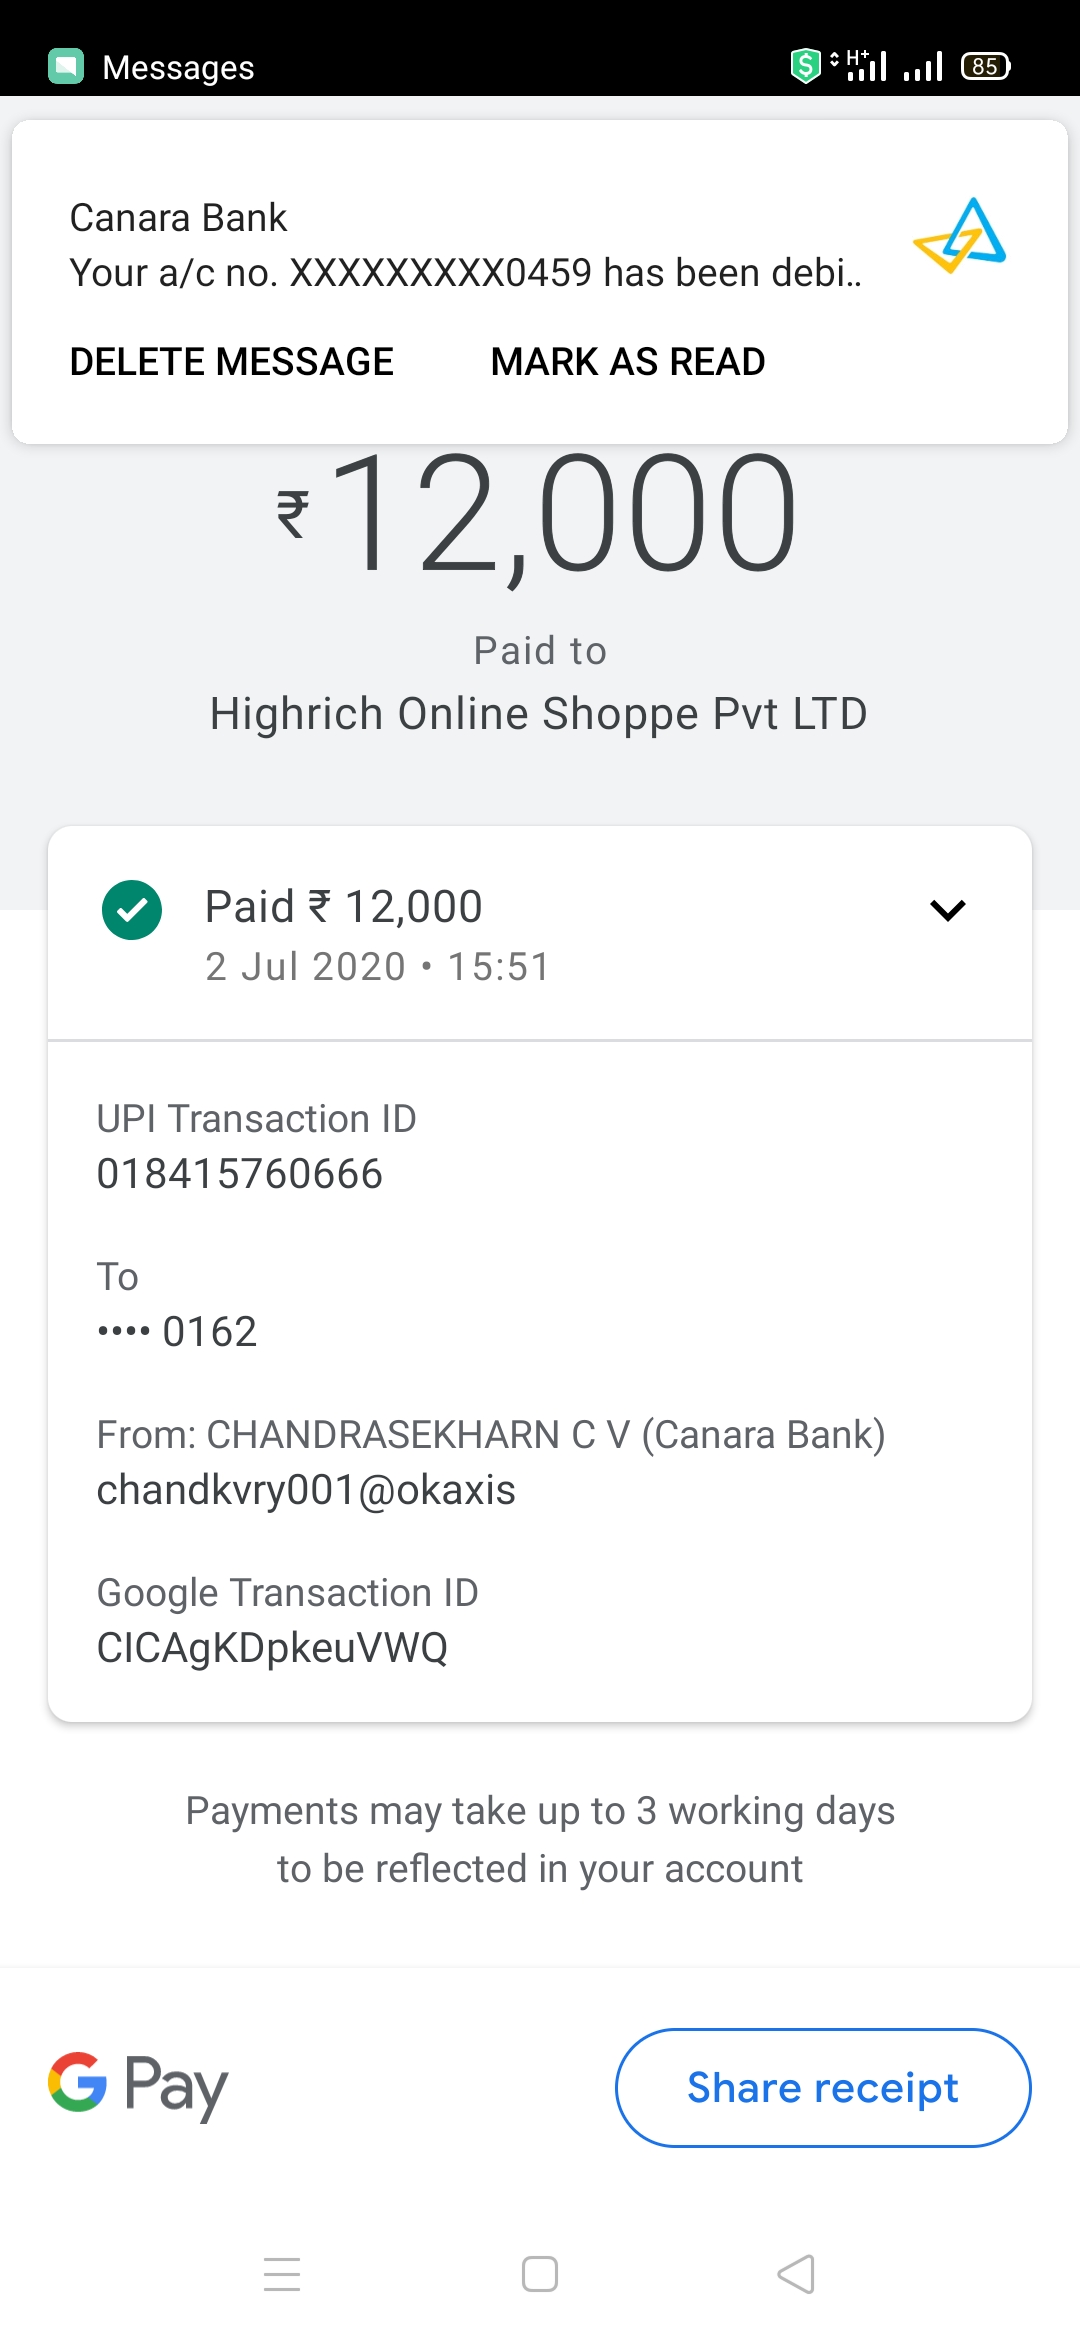 Messages
H+
85
Canara Bank
Your a/c no. XXXXXXXXX0459 has been debi..
DELETE MESSAGE MARK AS READ
₹12,000
Paid to
Highrich Online Shoppe Pvt LTD
Paid ₹ 12,000
2 Jul 2020 • 15:51
UPI Transaction ID
018415760666
To
•••• 0162
From: CHANDRASEKHARN C V (Canara Bank)
chandkvry001@okaxis
Google Transaction ID
CICAgKDpkeuVWQ
Payments may take up to 3 working days
to be reflected in your account
G Pay
Share receipt